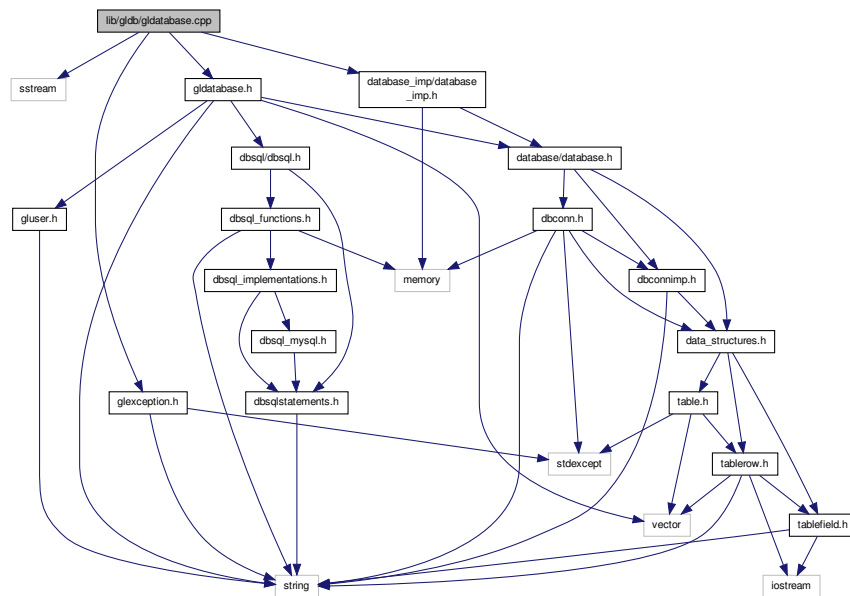 lib/gldb/gldatabase.cpp
sstream
gldatabase.h
database_imp/database
_imp.h
dbsql/dbsql.h
database/database.h
gluser.h
dbsql_functions.h
dbconn.h
dbsql_implementations.h
memory
dbconnimp.h
dbsql_mysql.h
data_structures.h
glexception.h
dbsqlstatements.h
table.h
stdexcept
tablerow.h
vector
tablefield.h
string
iostream